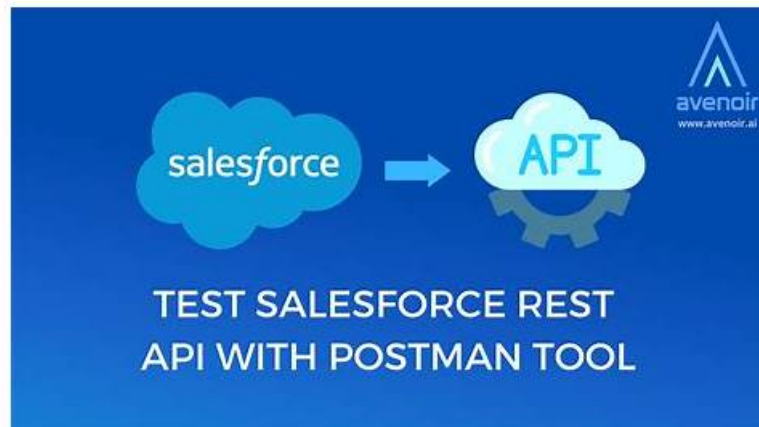 avenoir
www.avenoir.ai
salesforce
API
TEST SALESFORCE REST
API WITH POSTMAN TOOL